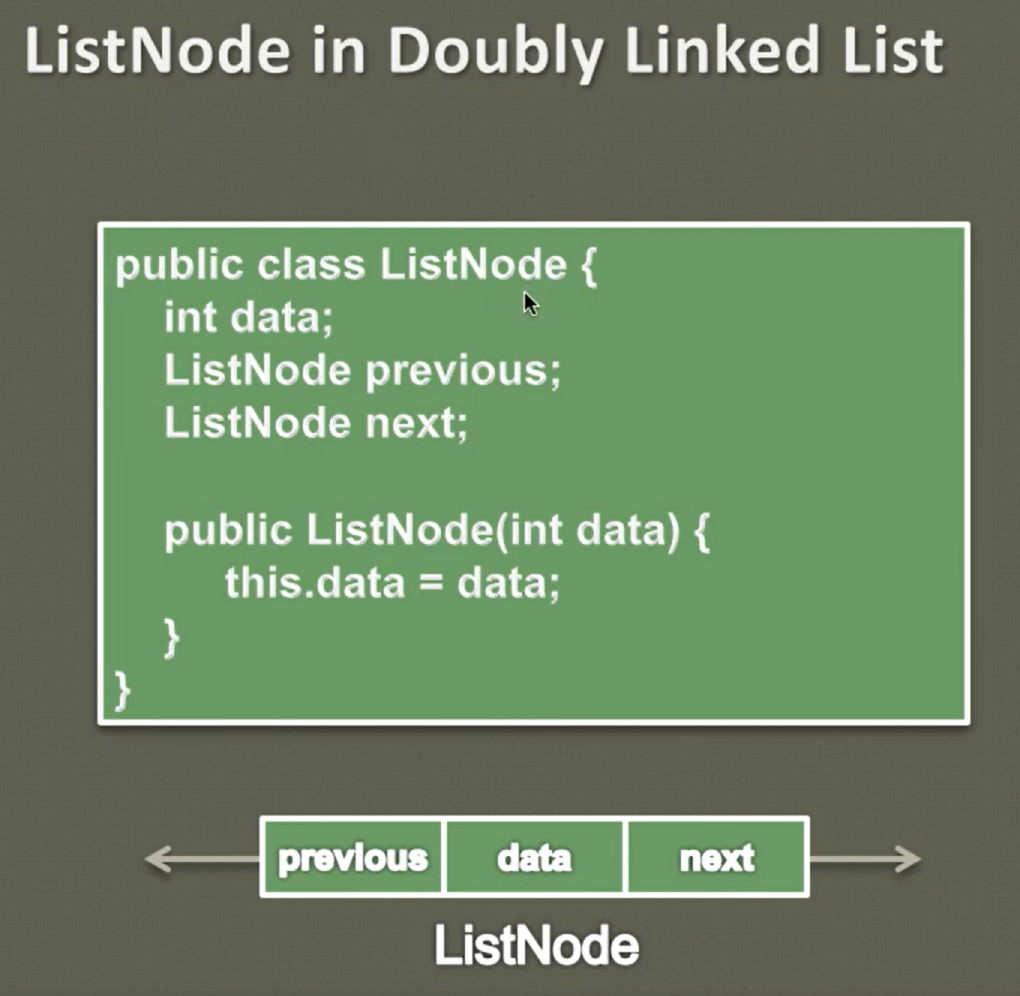 ListNode in Doubly Linked List
public class ListNode {
int data;
ListNode previous;
ListNode next;
public ListNode(int data) {
this.data = data;
}
}
previous data next
ListNode